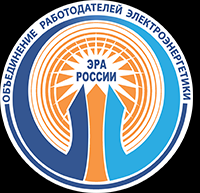 ОБЪЕДИНЕНИЕ РАБОТОДАТЕЛЕЙ ЭЛЕКТРОЭНЕРГЕТИКИ
ЭРА
РОССИИ